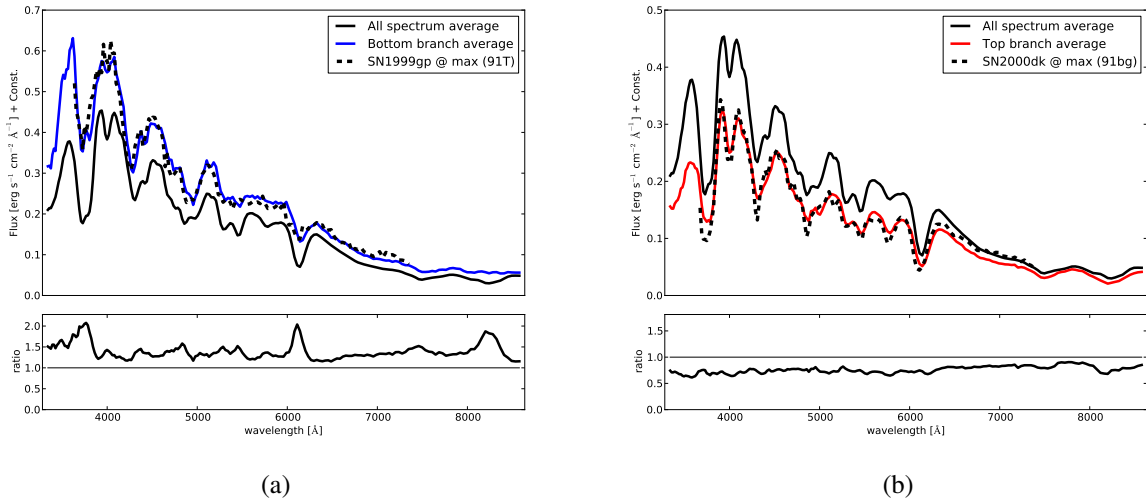 All spectrum average
Bottom branch average
SN1999gp @ max (91T)
Flux [erg s⁻¹ cm⁻² Å⁻¹] + Const.
0.7
0.6
0.5
0.4
0.3
0.2
0.1
0.0
ratio
2.0
1.5
1.0
0.5
0.0
4000 5000 6000 7000 8000
wavelength [Å]
(a)
All spectrum average
Top branch average
SN2000dk @ max (91bg)
Flux [erg s⁻¹ cm⁻² Å⁻¹] + Const.
0.5
0.4
0.3
0.2
0.1
0.0
ratio
1.5
1.0
0.5
0.0
4000 5000 6000 7000 8000
wavelength [Å]
(b)